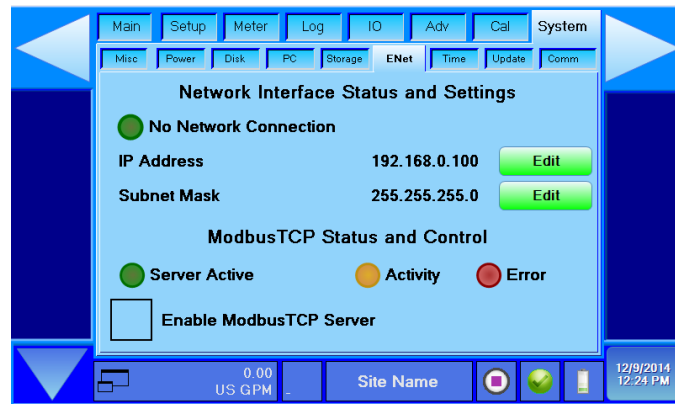 Main Setup Meter Log IO Adv Cal System
Misc Power Disk PC Storage ENet Time Update Comm
Network Interface Status and Settings
No Network Connection
IP Address 192.168.0.100 Edit
Subnet Mask 255.255.255.0 Edit
ModbusTCP Status and Control
Server Active Activity Error
Enable ModbusTCP Server
0.00
US GPM - Site Name
12/9/2014
12:24 PM